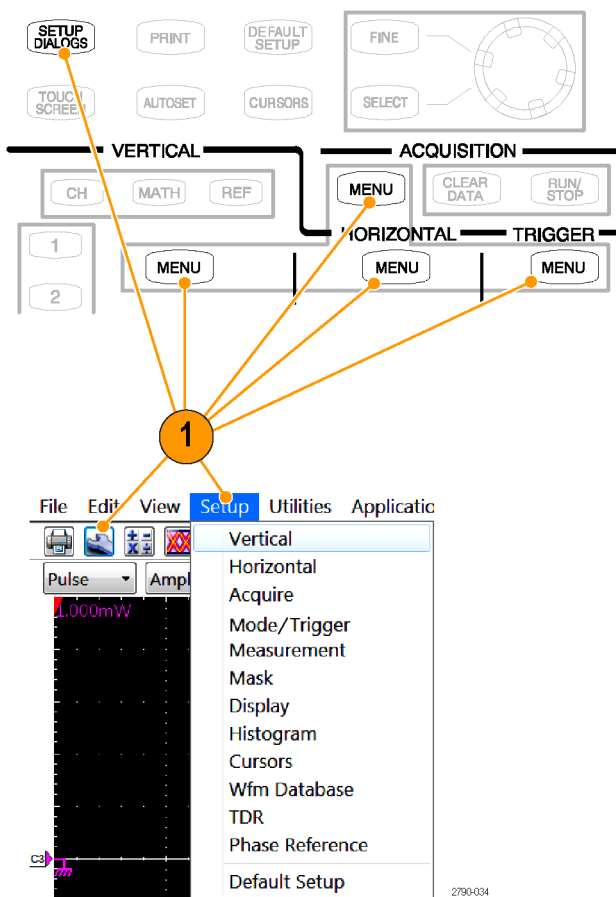 SETUP DIALOGS
PRINT
DEFAULT SETUP
FINE
TOUCH SCREEN
AUTOSET
CURSORS
SELECT
VERTICAL
ACQUISITION
CH
MATH
REF
MENU
CLEAR DATA
RUN/ STOP
HORIZONTAL
TRIGGER
1
MENU
MENU
MENU
2
1
File Edit View Setup Utilities Applicatio
Vertical
Horizontal
Pulse
Ampl
Acquire
1.000mW
Mode/Trigger
Measurement
Mask
Display
Histogram
Cursors
Wfm Database
TDR
Phase Reference
C3
Default Setup
2790-034